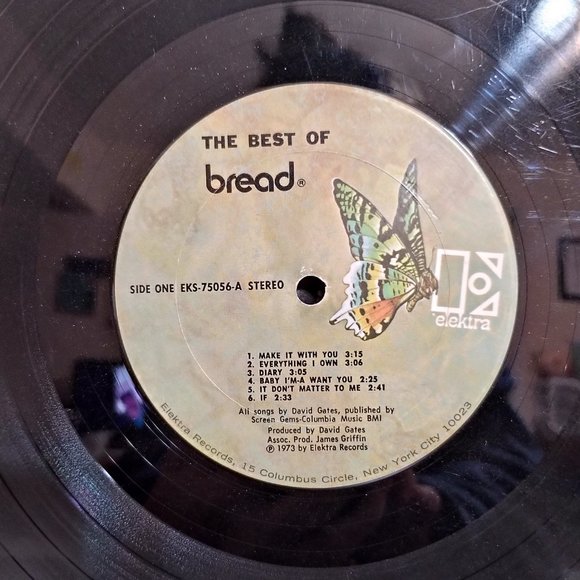 THE BEST OF
bread®
SIDE ONE EKS-75056-A STEREO
elektra
1. MAKE IT WITH YOU 3:15
2. EVERYTHING I OWN 3:06
3. DIARY 3:05
4. BABY I'M-A WANT YOU 2:25
5. IT DON'T MATTER TO ME 2:41
6. IF 2:33
All songs by David Gates, published by
Screen Gems-Columbia Music BMI
Produced by David Gates
Assoc. Prod. James Griffin
℗ 1973 by Elektra Records
Elektra Records, 15 Columbus Circle, New York City 10023